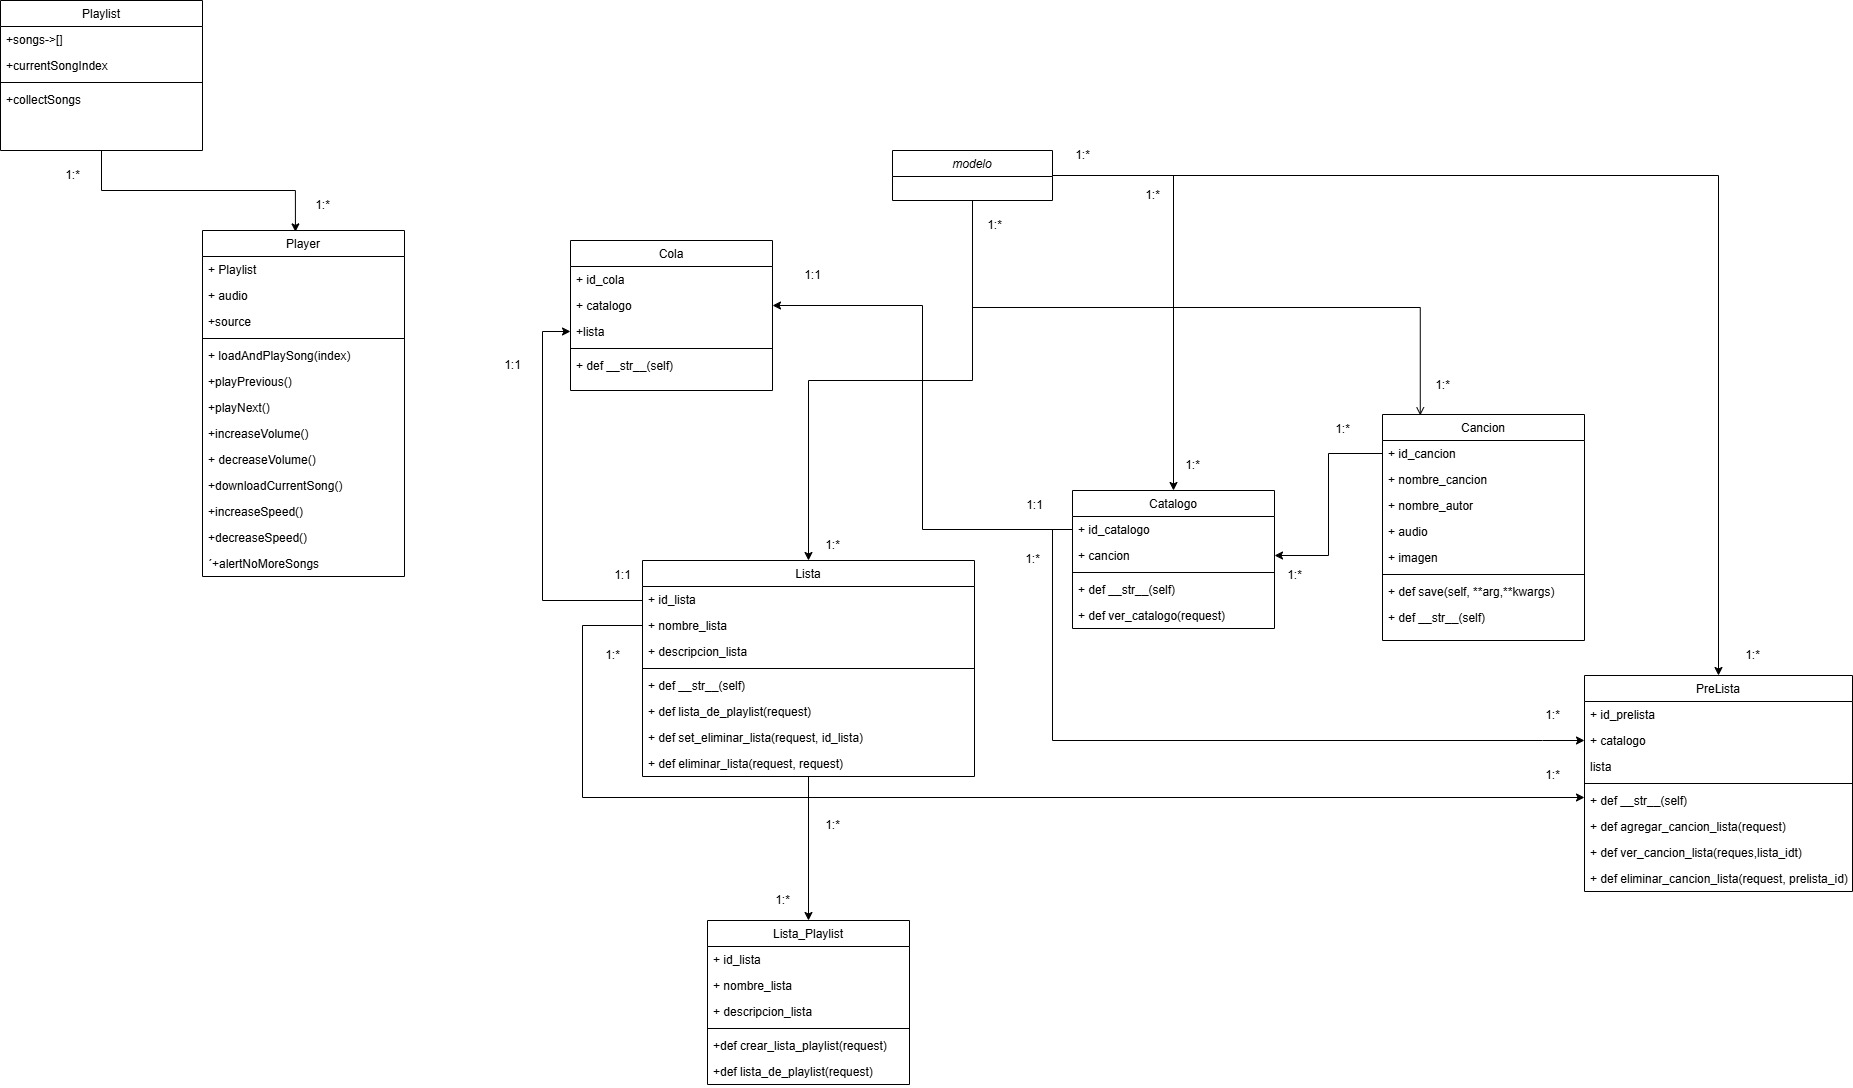 Playlist
+songs->[]
+currentSongIndex
+collectSongs
1:*
1:*
Player
+ Playlist
+ audio
+source
+ loadAndPlaySong(index)
+playPrevious()
+playNext()
+increaseVolume()
+ decreaseVolume()
+downloadCurrentSong()
+increaseSpeed()
+decreaseSpeed()
´+alertNoMoreSongs
modelo
1:*
1:*
1:*
Cola
+ id_cola
+ catalogo
+lista
+ def __str__(self)
1:1
1:1
1:*
1:*
Cancion
+ id_cancion
+ nombre_cancion
+ nombre_autor
+ audio
+ imagen
+ def save(self, **arg,**kwargs)
+ def __str__(self)
1:*
1:1
1:*
Catalogo
+ id_catalogo
+ cancion
+ def __str__(self)
+ def ver_catalogo(request)
1:*
1:*
1:1
1:*
Lista
+ id_lista
+ nombre_lista
+ descripcion_lista
+ def __str__(self)
+ def lista_de_playlist(request)
+ def set_eliminar_lista(request, id_lista)
+ def eliminar_lista(request, request)
1:*
1:*
1:*
PreLista
+ id_prelista
+ catalogo
lista
+ def __str__(self)
+ def agregar_cancion_lista(request)
+ def ver_cancion_lista(reques,lista_idt)
+ def eliminar_cancion_lista(request, prelista_id)
1:*
1:*
1:*
Lista_Playlist
+ id_lista
+ nombre_lista
+ descripcion_lista
+def crear_lista_playlist(request)
+def lista_de_playlist(request)